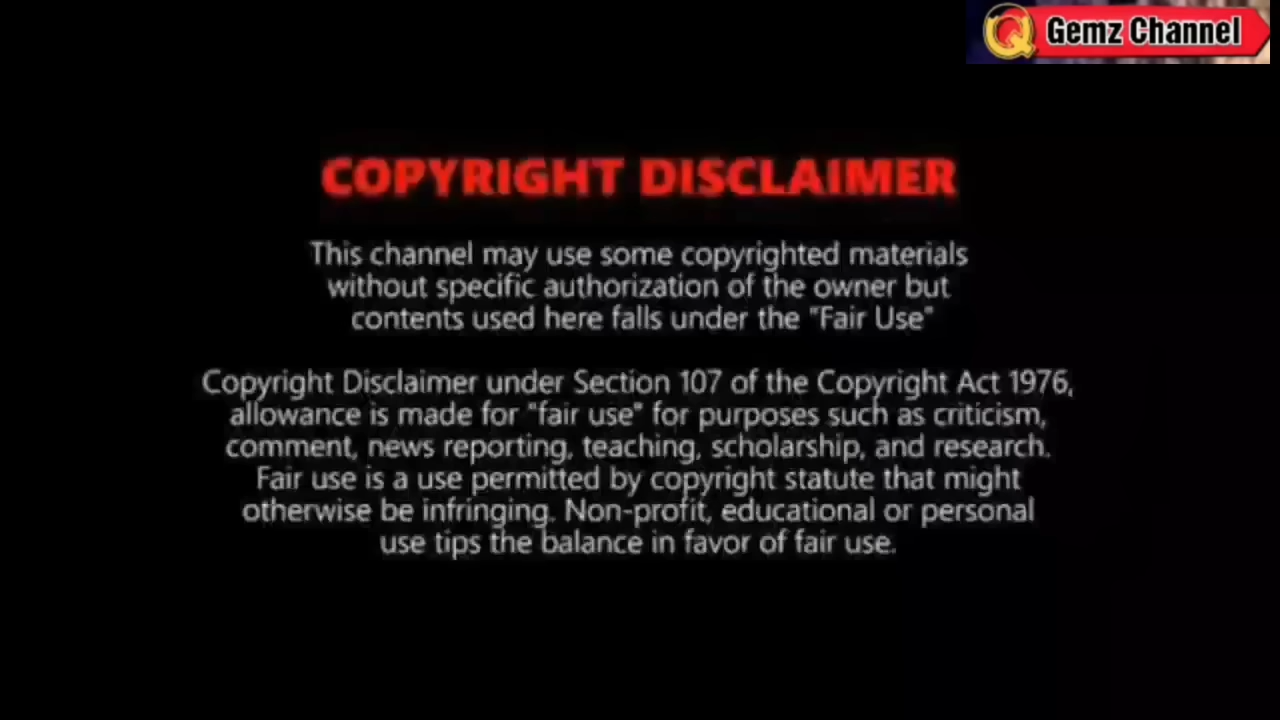 Gemz Channel
COPYRIGHT DISCLAIMER
This channel may use some copyrighted materials
without specific authorization of the owner but
contents used here falls under the "Fair Use"
Copyright Disclaimer under Section 107 of the Copyright Act 1976,
allowance is made for "fair use" for purposes such as criticism,
comment, news reporting, teaching, scholarship, and research.
Fair use is a use permitted by copyright statute that might
otherwise be infringing. Non-profit, educational or personal
use tips the balance in favor of fair use.